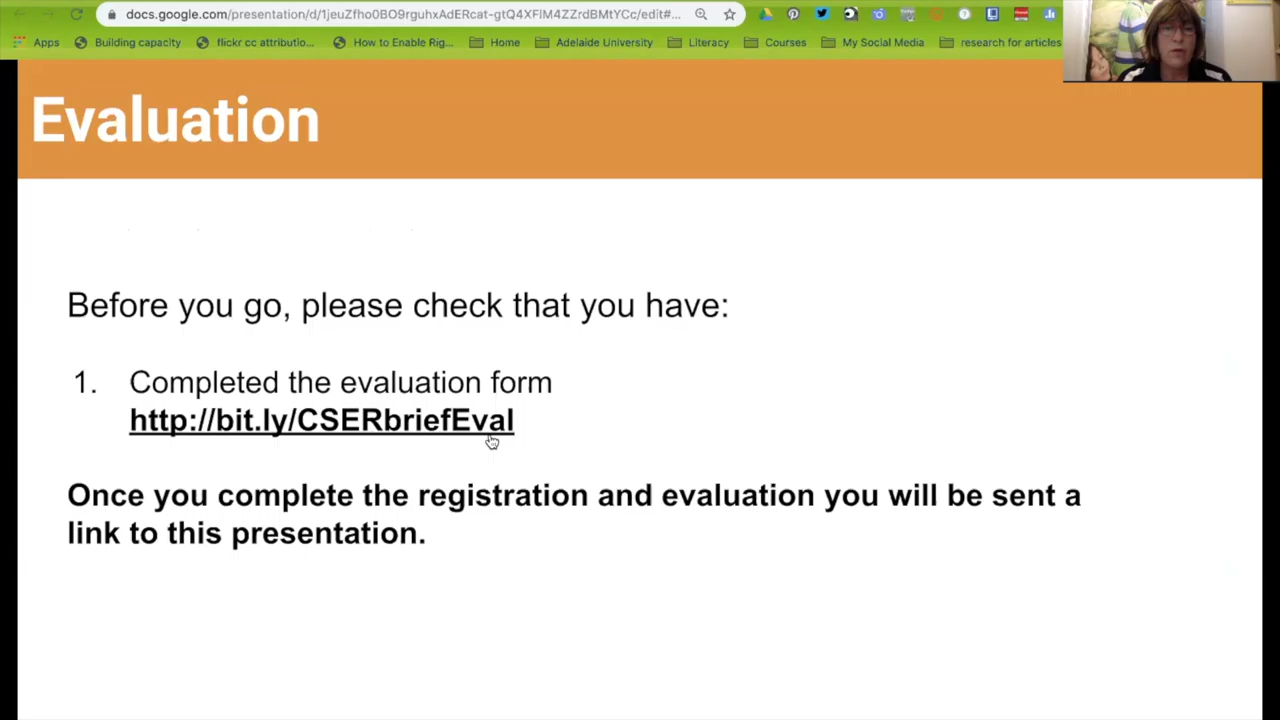 docs.google.com/presentation/d/1jeuZfho0BO9rguhxAdERcat-gtQ4XFlM4ZZrdBMtYCc/edit#...
Apps Building capacity flickr cc attributio... How to Enable Rig... Home Adelaide University Literacy Courses My Social Media research for articles
Evaluation
Before you go, please check that you have:
1. Completed the evaluation form
http://bit.ly/CSERbriefEval
Once you complete the registration and evaluation you will be sent a
link to this presentation.